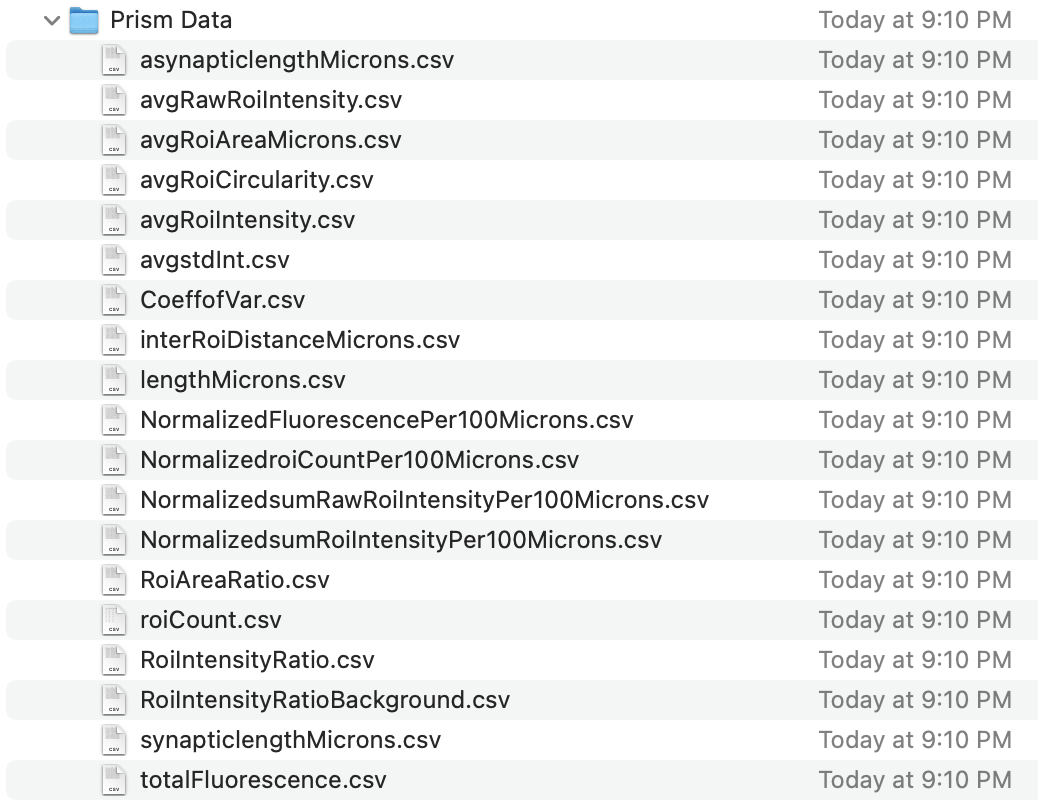 Prism Data Today at 9:10 PM
asynapticlengthMicrons.csv Today at 9:10 PM
avgRawRoiIntensity.csv Today at 9:10 PM
avgRoiAreaMicrons.csv Today at 9:10 PM
avgRoiCircularity.csv Today at 9:10 PM
avgRoiIntensity.csv Today at 9:10 PM
avgstdInt.csv Today at 9:10 PM
CoeffofVar.csv Today at 9:10 PM
interRoiDistanceMicrons.csv Today at 9:10 PM
lengthMicrons.csv Today at 9:10 PM
NormalizedFluorescencePer100Microns.csv Today at 9:10 PM
NormalizedroiCountPer100Microns.csv Today at 9:10 PM
NormalizedsumRawRoiIntensityPer100Microns.csv Today at 9:10 PM
NormalizedsumRoiIntensityPer100Microns.csv Today at 9:10 PM
RoiAreaRatio.csv Today at 9:10 PM
roiCount.csv Today at 9:10 PM
RoiIntensityRatio.csv Today at 9:10 PM
RoiIntensityRatioBackground.csv Today at 9:10 PM
synapticlengthMicrons.csv Today at 9:10 PM
totalFluorescence.csv Today at 9:10 PM